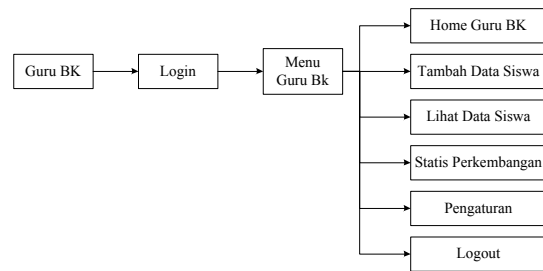 Guru BK
Login
Menu
Guru Bk
Home Guru BK
Tambah Data Siswa
Lihat Data Siswa
Statis Perkembangan
Pengaturan
Logout